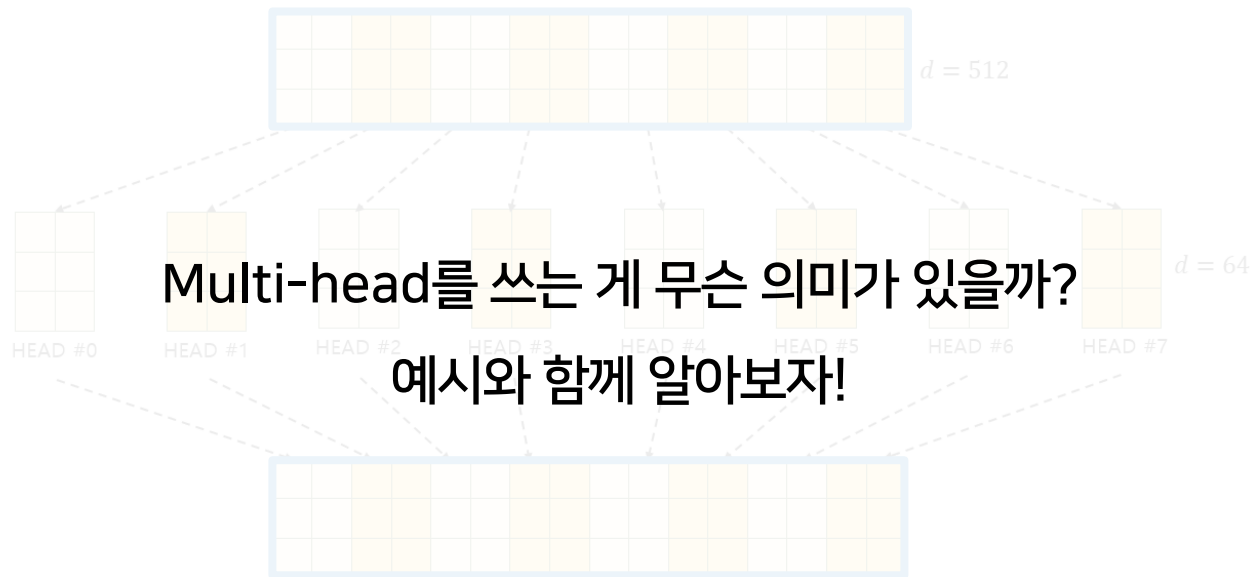 d = 512
d = 64
Multi-head를 쓰는 게 무슨 의미가 있을까?
HEAD #0 HEAD #1 HEAD #2 HEAD #3 HEAD #4 HEAD #5 HEAD #6 HEAD #7
예시와 함께 알아보자!